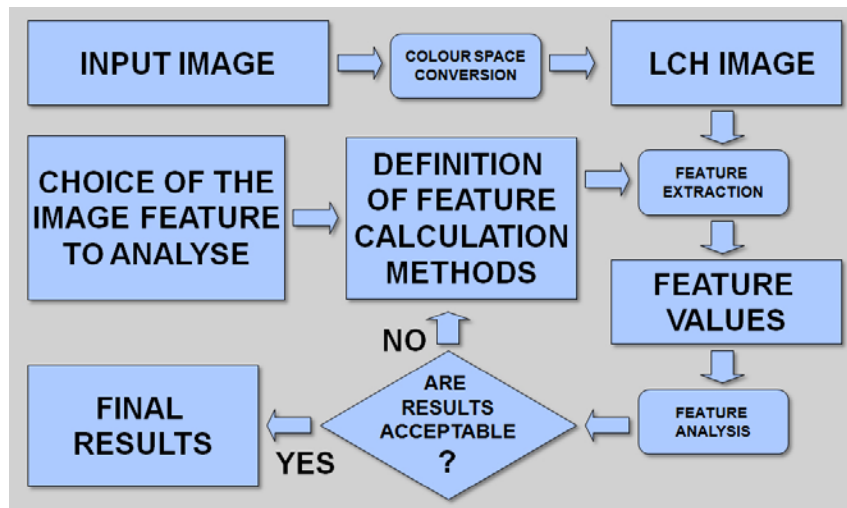 INPUT IMAGE
COLOUR SPACE
CONVERSION
LCH IMAGE
CHOICE OF THE
IMAGE FEATURE
TO ANALYSE
DEFINITION
OF FEATURE
CALCULATION
METHODS
FEATURE
EXTRACTION
FEATURE
VALUES
NO
FINAL
RESULTS
YES
ARE
RESULTS
ACCEPTABLE
?
FEATURE
ANALYSIS